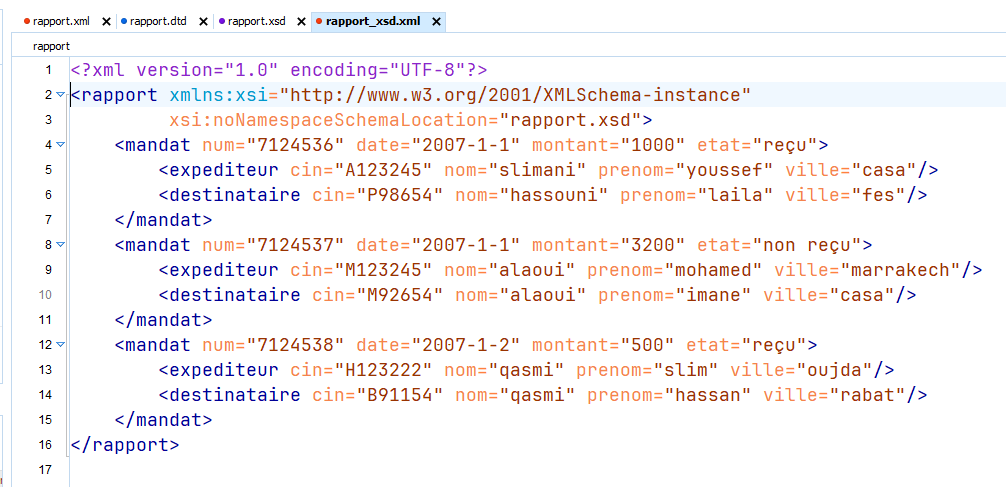 rapport.xml rapport.dtd rapport.xsd rapport_xsd.xml
rapport
1 <?xml version="1.0" encoding="UTF-8"?>
2 <rapport xmlns:xsi="http://www.w3.org/2001/XMLSchema-instance"
3 xsi:noNamespaceSchemaLocation="rapport.xsd">
4 <mandat num="7124536" date="2007-1-1" montant="1000" etat="reçu">
5 <expediteur cin="A123245" nom="slimani" prenom="youssef" ville="casa"/>
6 <destinataire cin="P98654" nom="hassouni" prenom="laila" ville="fes"/>
7 </mandat>
8 <mandat num="7124537" date="2007-1-1" montant="3200" etat="non reçu">
9 <expediteur cin="M123245" nom="alaoui" prenom="mohamed" ville="marrakech"/>
10 <destinataire cin="M92654" nom="alaoui" prenom="imane" ville="casa"/>
11 </mandat>
12 <mandat num="7124538" date="2007-1-2" montant="500" etat="reçu">
13 <expediteur cin="H123222" nom="qasmi" prenom="slim" ville="oujda"/>
14 <destinataire cin="B91154" nom="qasmi" prenom="hassan" ville="rabat"/>
15 </mandat>
16 </rapport>
17